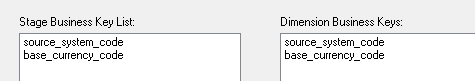 Stage Business Key List:
source_system_code
base_currency_code
Dimension Business Keys:
source_system_code
base_currency_code